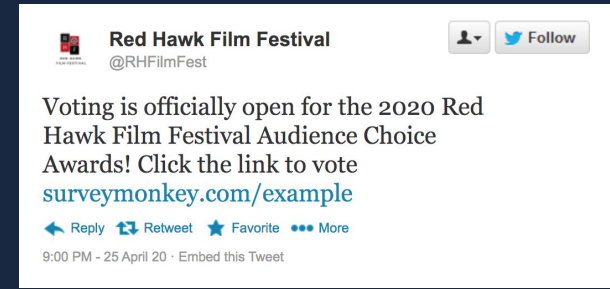 Red Hawk Film Festival
@RHFilmFest
Follow
Voting is officially open for the 2020 Red
Hawk Film Festival Audience Choice
Awards! Click the link to vote
surveymonkey.com/example
Reply Retweet Favorite More
9:00 PM - 25 April 20 · Embed this Tweet